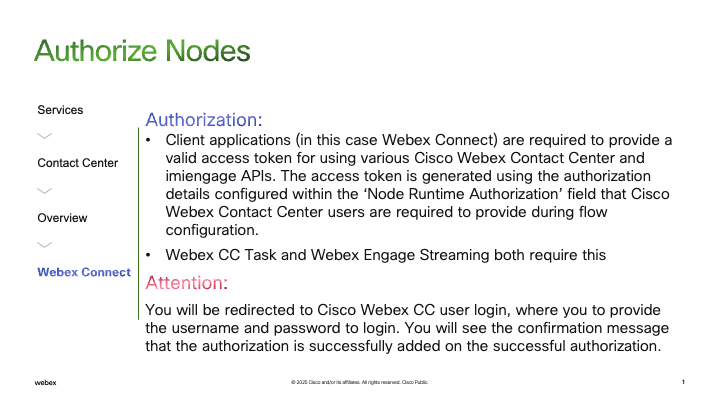 Authorize Nodes
Services
Contact Center
Overview
Webex Connect
Authorization:
• Client applications (in this case Webex Connect) are required to provide a
valid access token for using various Cisco Webex Contact Center and
imiengage APIs. The access token is generated using the authorization
details configured within the ‘Node Runtime Authorization’ field that Cisco
Webex Contact Center users are required to provide during flow
configuration.
• Webex CC Task and Webex Engage Streaming both require this
Attention:
You will be redirected to Cisco Webex CC user login, where you to provide
the username and password to login. You will see the confirmation message
that the authorization is successfully added on the successful authorization.
webex
© 2025 Cisco and/or its affiliates. All rights reserved. Cisco Public.
1